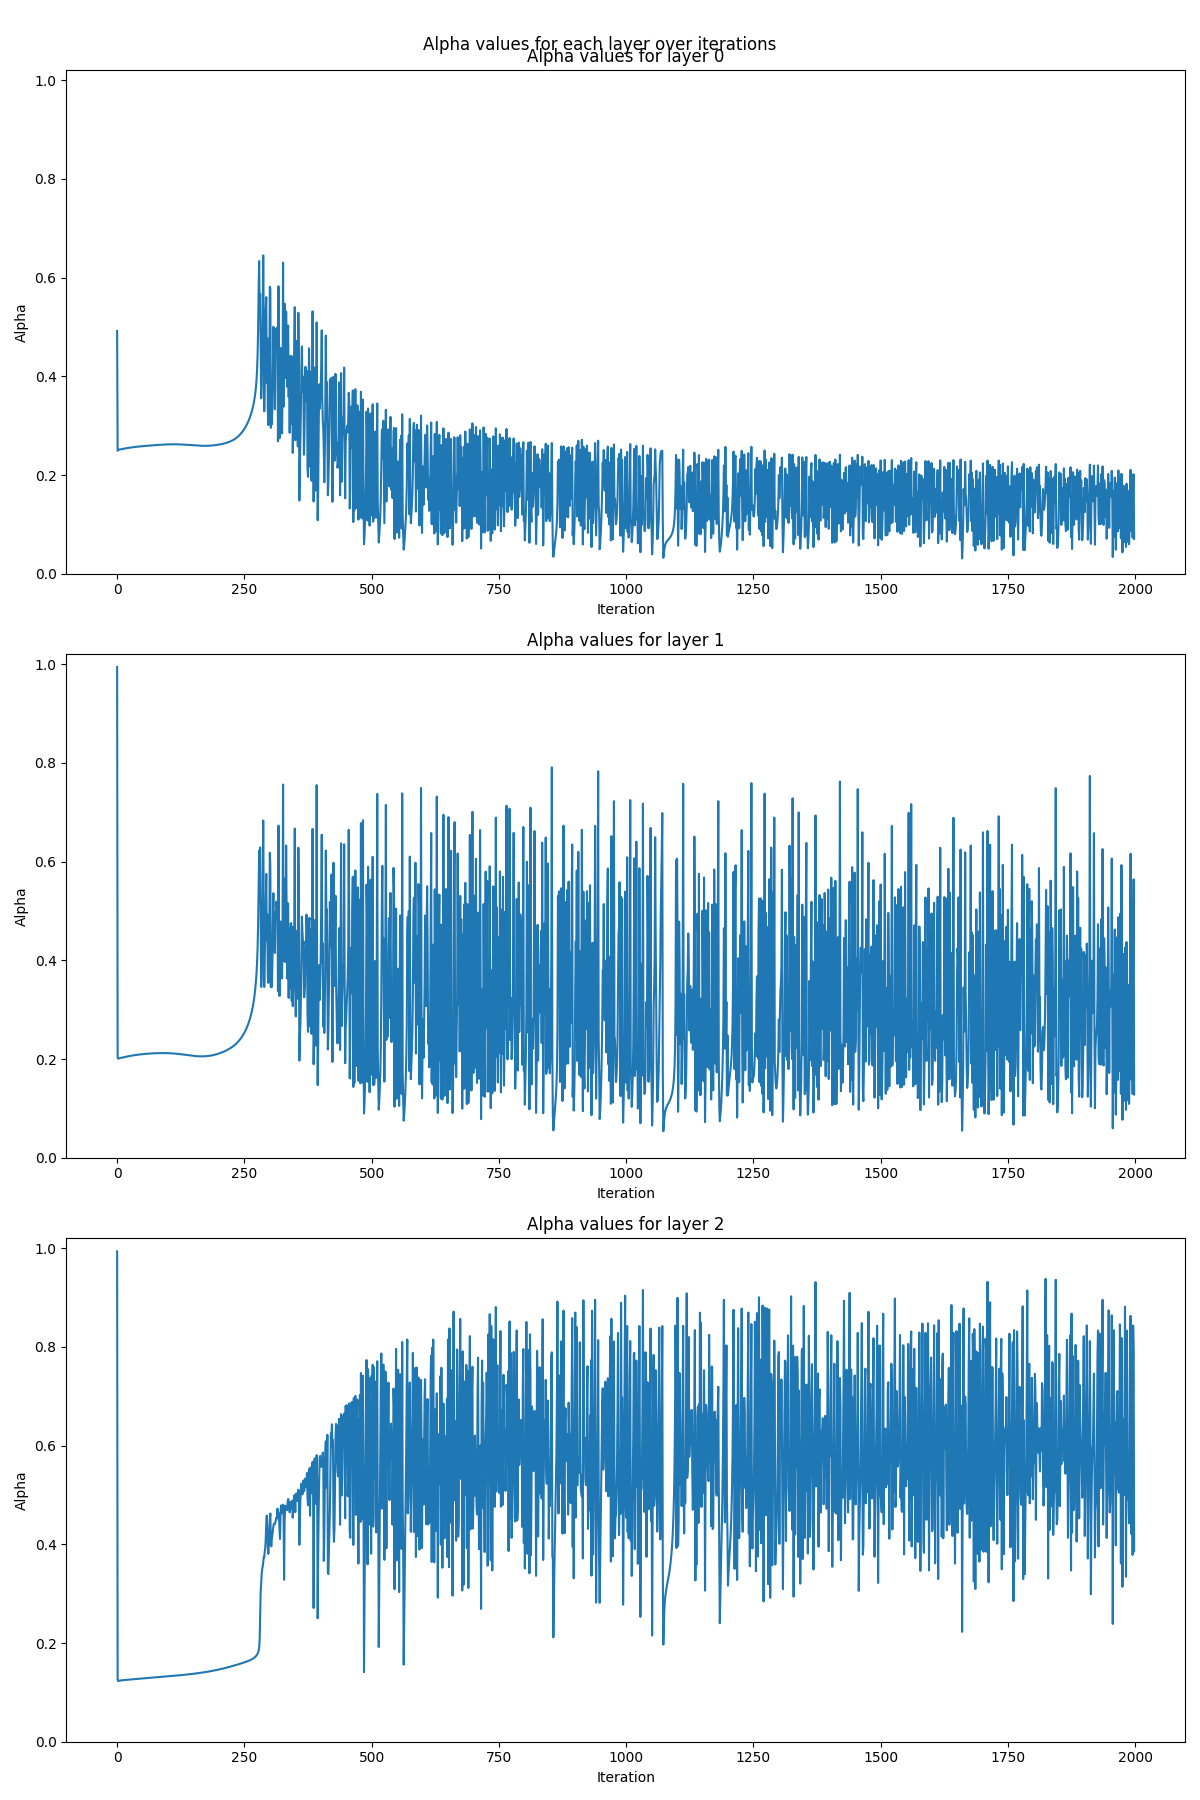 Alpha values for each layer over iterations
Alpha values for layer 0
1.0
0.8
0.6
0.4
0.2
0.0
Alpha
0 250 500 750 1000 1250 1500 1750 2000
Iteration
Alpha values for layer 1
1.0
0.8
0.6
0.4
0.2
0.0
Alpha
0 250 500 750 1000 1250 1500 1750 2000
Iteration
Alpha values for layer 2
1.0
0.8
0.6
0.4
0.2
0.0
Alpha
0 250 500 750 1000 1250 1500 1750 2000
Iteration